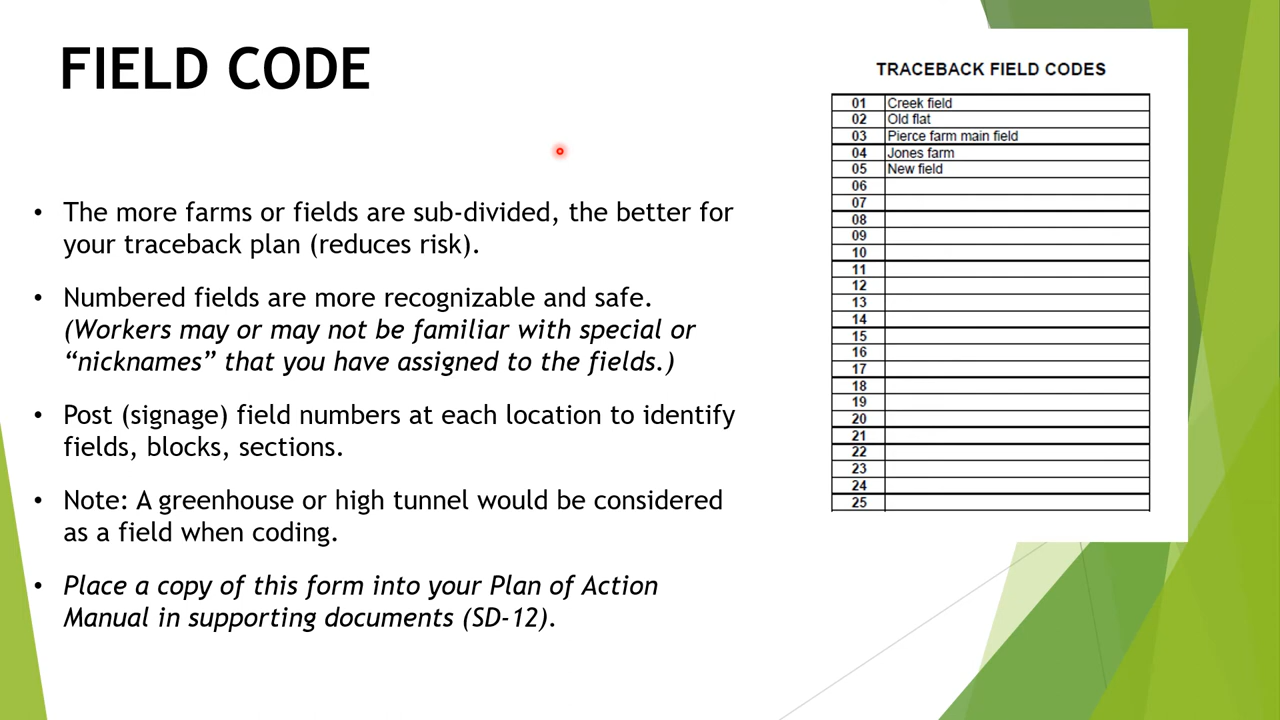 FIELD CODE
• The more farms or fields are sub-divided, the better for
your traceback plan (reduces risk).
• Numbered fields are more recognizable and safe.
(Workers may or may not be familiar with special or
“nicknames” that you have assigned to the fields.)
• Post (signage) field numbers at each location to identify
fields, blocks, sections.
• Note: A greenhouse or high tunnel would be considered
as a field when coding.
• Place a copy of this form into your Plan of Action
Manual in supporting documents (SD-12).
TRACEBACK FIELD CODES
01 Creek field
02 Old flat
03 Pierce farm main field
04 Jones farm
05 New field
06
07
08
09
10
11
12
13
14
15
16
17
18
19
20
21
22
23
24
25